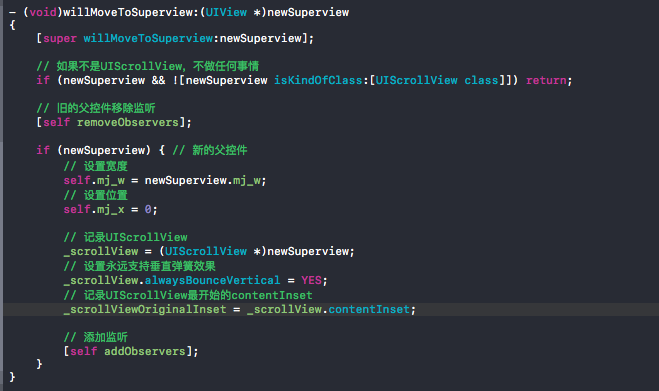 - (void)willMoveToSuperview:(UIView *)newSuperview
{
    [super willMoveToSuperview:newSuperview];

    // 如果不是UIScrollView，不做任何事情
    if (newSuperview && ![newSuperview isKindOfClass:[UIScrollView class]]) return;

    // 旧的父控件移除监听
    [self removeObservers];

    if (newSuperview) { // 新的父控件
        // 设置宽度
        self.mj_w = newSuperview.mj_w;
        // 设置位置
        self.mj_x = 0;

        // 记录UIScrollView
        _scrollView = (UIScrollView *)newSuperview;
        // 设置永远支持垂直弹簧效果
        _scrollView.alwaysBounceVertical = YES;
        // 记录UIScrollView最开始的contentInset
        _scrollViewOriginalInset = _scrollView.contentInset;

        // 添加监听
        [self addObservers];
    }
}